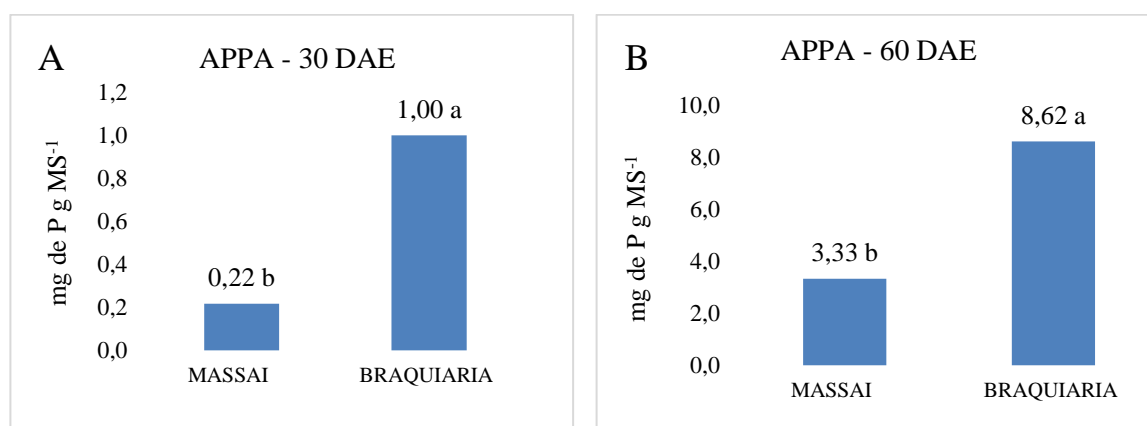 A
APPA - 30 DAE
mg de P g MS-1
1,2
1,0
0,8
0,6
0,4
0,2
0,0
0,22 b
1,00 a
MASSAI
BRAQUIARIA
B
APPA - 60 DAE
mg de P g MS-1
10,0
8,0
6,0
4,0
2,0
0,0
3,33 b
8,62 a
MASSAI
BRAQUIARIA